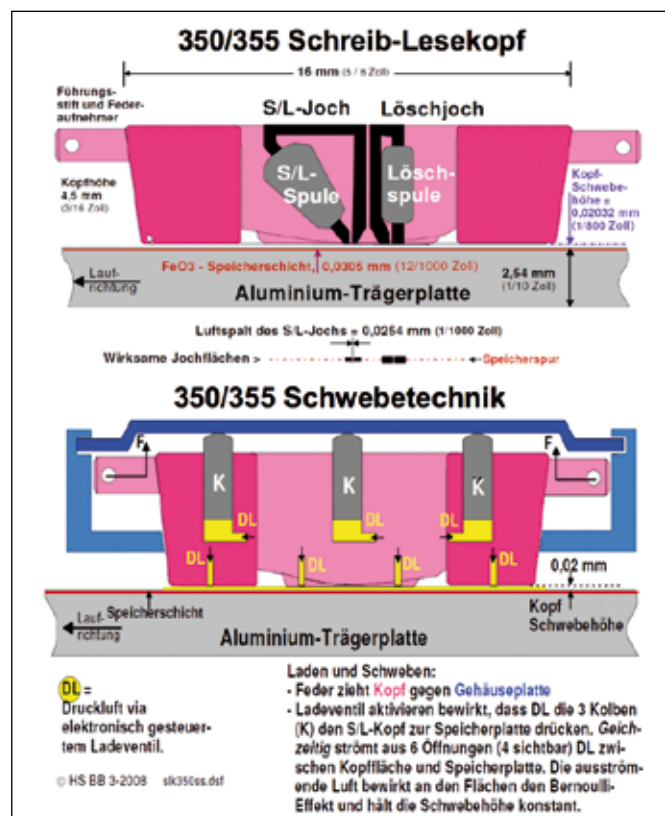 350/355 Schreib-Lesekopf
16 mm (5 / 8 Zoll)
Führungs-
stift und Feder-
aufnehmer
S/L-Joch
Löschjoch
Kopfhöhe
4,5 mm
(3/16 Zoll)
S/L-
Spule
Lösch-
spule
Kopf-
Schwebe-
höhe =
0,02032 mm
(1/800 Zoll)
FeO3 - Speicherschicht, 0,0305 mm (12/1000 Zoll)
Lauf-
richtung
Aluminium-Trägerplatte
2,54 mm
(1/10 Zoll)
Luftspalt des S/L-Jochs = 0,0254 mm (1/1000 Zoll)
Wirksame Jochflächen >
Speicherspur
350/355 Schwebetechnik
F
F
K
K
K
DL
DL
DL
DL
DL
DL
DL
0,02 mm
Speicherschicht
Lauf-
richtung
Aluminium-Trägerplatte
Kopf
Schwebehöhe
DL =
Druckluft via
elektronisch gesteuer-
tem Ladeventil.
© HS BB 3-2008 slk350ss.dsf
Laden und Schweben:
- Feder zieht Kopf gegen Gehäuseplatte
- Ladeventil aktivieren bewirkt, dass DL die 3 Kolben
(K) den S/L-Kopf zur Speicherplatte drücken. Geich-
zeitig strömt aus 6 Öffnungen (4 sichtbar) DL zwi-
schen Kopffläche und Speicherplatte. Die ausströ-
mende Luft bewirkt an den Flächen den Bernoulli-
Effekt und hält die Schwebehöhe konstant.